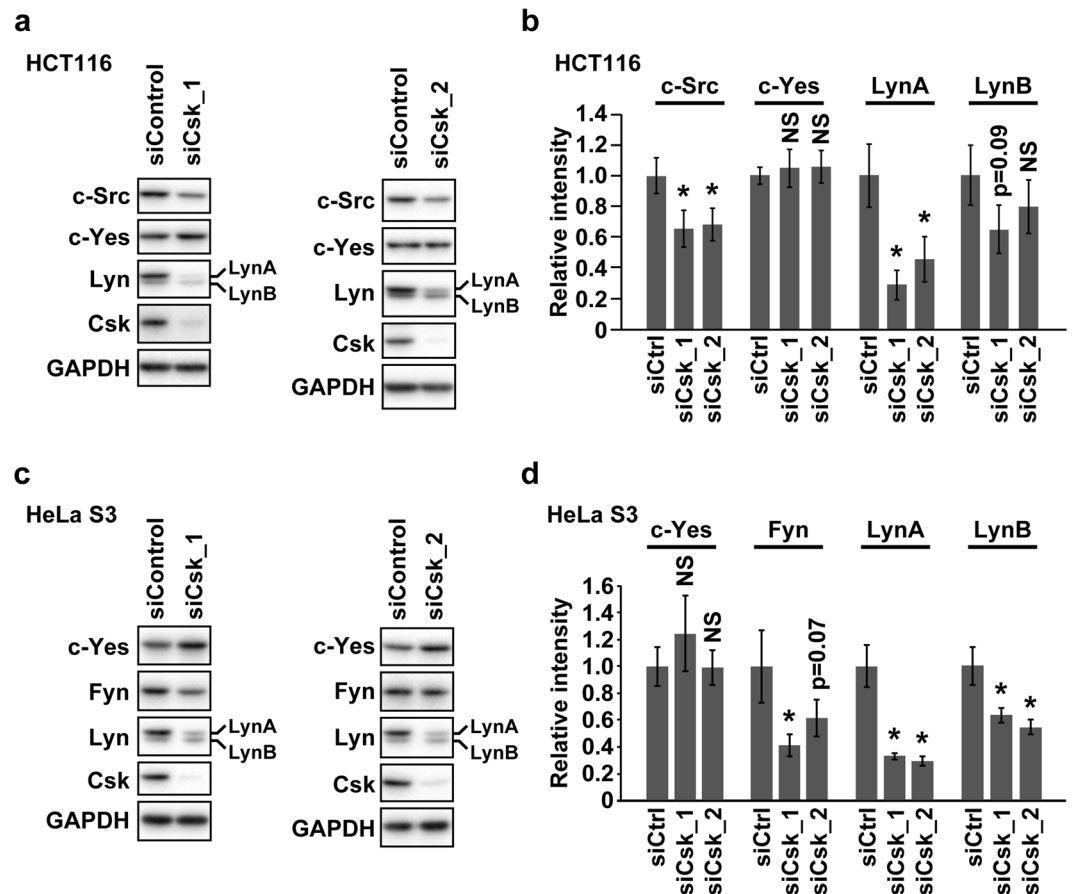 a
HCT116
siControl
siCsk_1
c-Src
c-Yes
Lyn
LynA
LynB
Csk
GAPDH
siControl
siCsk_2
c-Src
c-Yes
Lyn
LynA
LynB
Csk
GAPDH
b
HCT116
c-Src c-Yes LynA LynB
Relative intensity
1.4
1.2
1.0
0.8
0.6
0.4
0.2
0
* * NS NS * * p=0.09 NS
siCtrl siCsk_1 siCsk_2 siCtrl siCsk_1 siCsk_2 siCtrl siCsk_1 siCsk_2 siCtrl siCsk_1 siCsk_2
c
HeLa S3
siControl
siCsk_1
c-Yes
Fyn
Lyn
LynA
LynB
Csk
GAPDH
siControl
siCsk_2
c-Yes
Fyn
Lyn
LynA
LynB
Csk
GAPDH
d
HeLa S3
c-Yes Fyn LynA LynB
Relative intensity
1.6
1.4
1.2
1.0
0.8
0.6
0.4
0.2
0
NS NS * p=0.07 * * * *
siCtrl siCsk_1 siCsk_2 siCtrl siCsk_1 siCsk_2 siCtrl siCsk_1 siCsk_2 siCtrl siCsk_1 siCsk_2